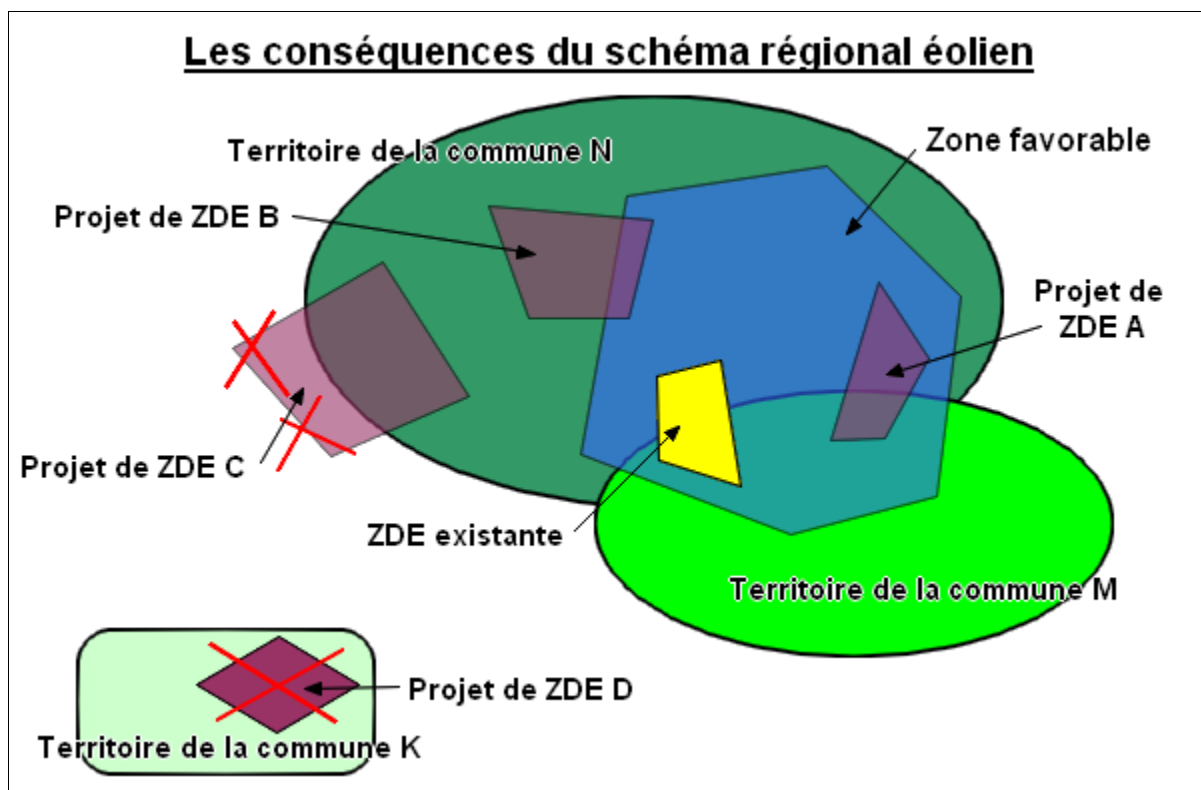 Les conséquences du schéma régional éolien
Territoire de la commune N
Zone favorable
Projet de ZDE B
Projet de
ZDE A
Projet de ZDE C
ZDE existante
Territoire de la commune M
Projet de ZDE D
Territoire de la commune K